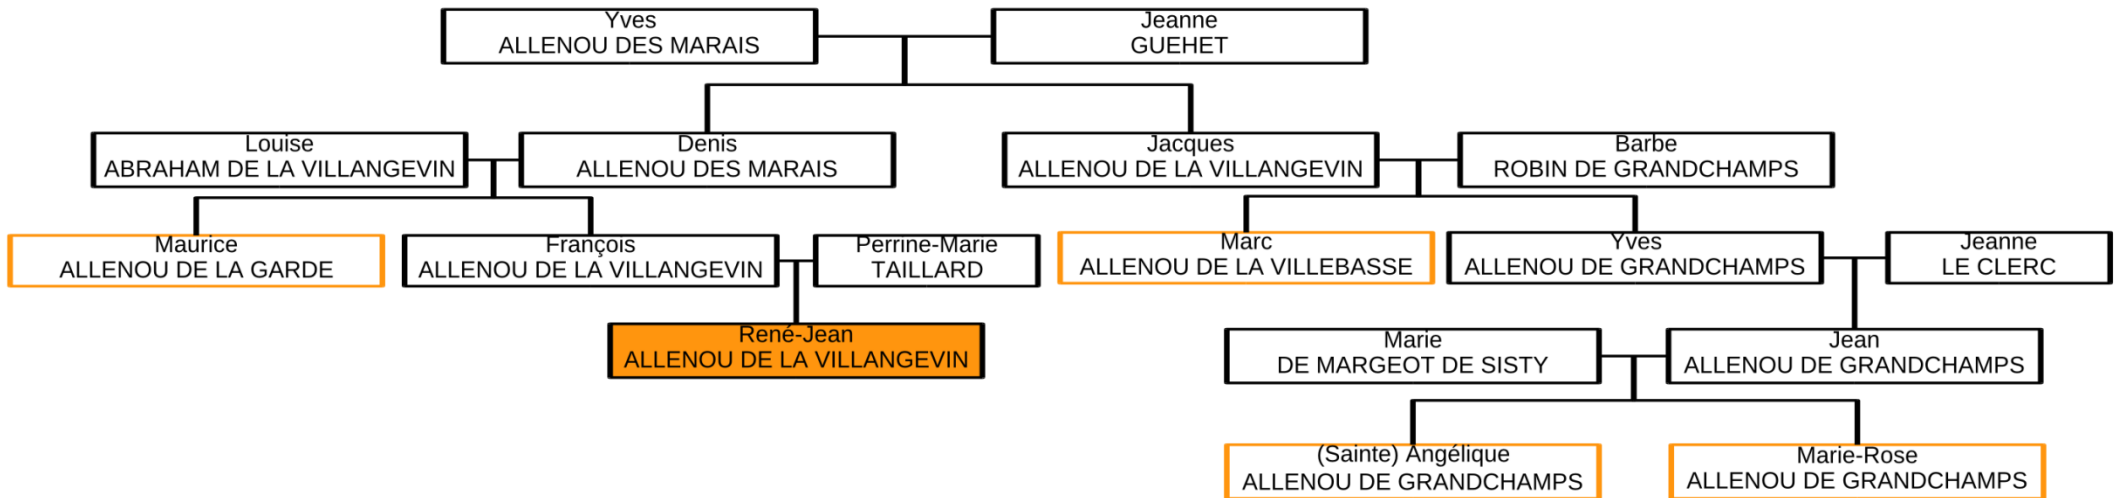 Yves
ALLENOU DES MARAIS
Jeanne
GUEHET
Louise
ABRAHAM DE LA VILLANGEVIN
Denis
ALLENOU DES MARAIS
Jacques
ALLENOU DE LA VILLANGEVIN
Barbe
ROBIN DE GRANDCHAMPS
Maurice
ALLENOU DE LA GARDE
François
ALLENOU DE LA VILLANGEVIN
Perrine-Marie
TAILLARD
Marc
ALLENOU DE LA VILLEBASSE
Yves
ALLENOU DE GRANDCHAMPS
Jeanne
LE CLERC
René-Jean
ALLENOU DE LA VILLANGEVIN
Marie
DE MARGEOT DE SISTY
Jean
ALLENOU DE GRANDCHAMPS
(Sainte) Angélique
ALLENOU DE GRANDCHAMPS
Marie-Rose
ALLENOU DE GRANDCHAMPS